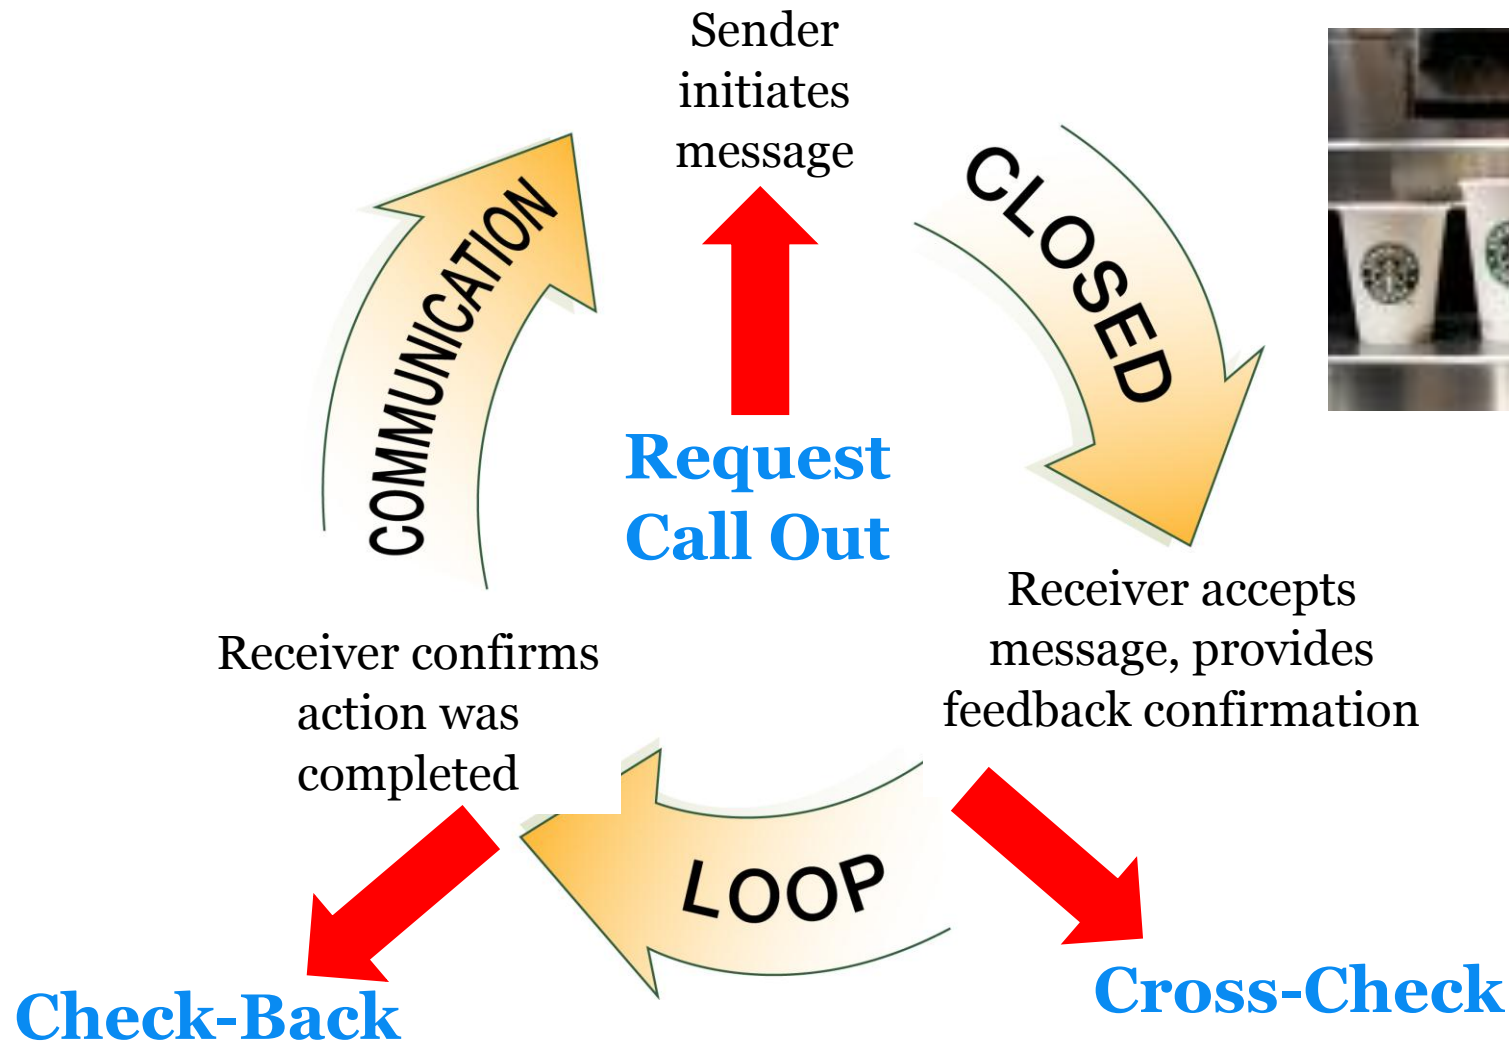 Sender
initiates
message
CLOSED
COMMUNICATION
Request
Call Out
Receiver accepts
message, provides
feedback confirmation
Receiver confirms
action was
completed
LOOP
Cross-Check
Check-Back